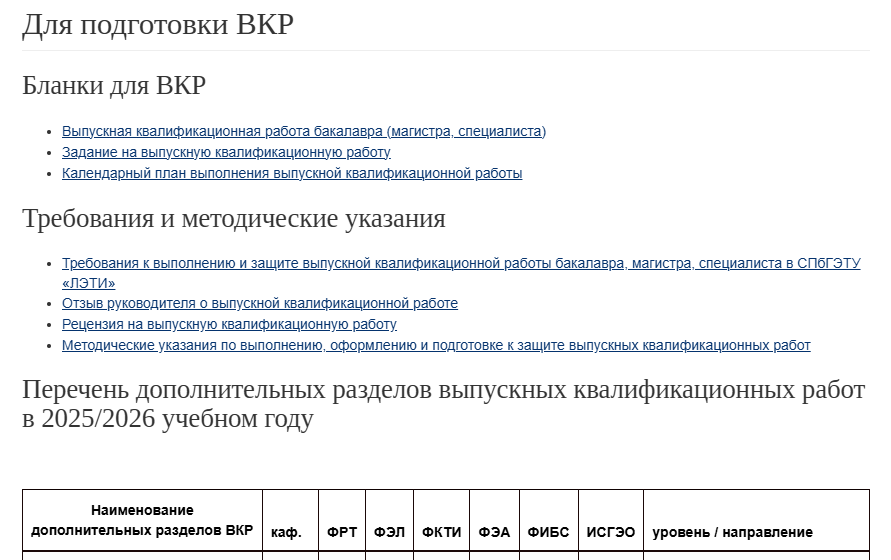 Для подготовки ВКР
Бланки для ВКР
Выпускная квалификационная работа бакалавра (магистра, специалиста)
Задание на выпускную квалификационную работу
Календарный план выполнения выпускной квалификационной работы
Требования и методические указания
Требования к выполнению и защите выпускной квалификационной работы бакалавра, магистра, специалиста в СПбГЭТУ
«ЛЭТИ»
Отзыв руководителя о выпускной квалификационной работе
Рецензия на выпускную квалификационную работу
Методические указания по выполнению, оформлению и подготовке к защите выпускных квалификационных работ
Перечень дополнительных разделов выпускных квалификационных работ
в 2025/2026 учебном году
Наименование
дополнительных разделов ВКР каф. ФРТ ФЭЛ ФКТИ ФЭА ФИБС ИСГЭО уровень / направление